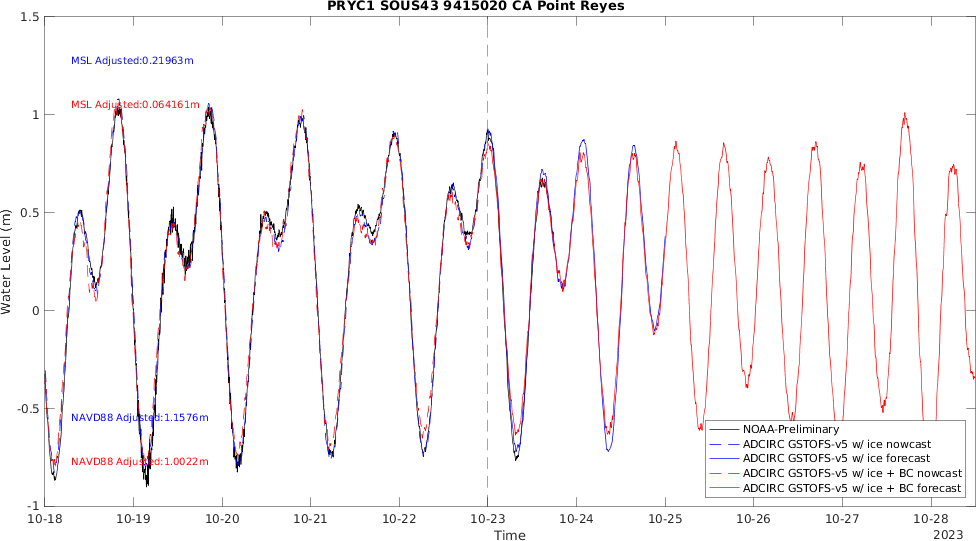 PRYC1 SOUS43 9415020 CA Point Reyes
1.5
MSL Adjusted:0.21963m
MSL Adjusted:0.064161m
1
0.5
Water Level (m)
0
-0.5
NAVD88 Adjusted:1.1576m
NAVD88 Adjusted:1.0022m
-1
NOAA-Preliminary
ADCIRC GSTOFS-v5 w/ ice nowcast
ADCIRC GSTOFS-v5 w/ ice forecast
ADCIRC GSTOFS-v5 w/ ice + BC nowcast
ADCIRC GSTOFS-v5 w/ ice + BC forecast
10-18 10-19 10-20 10-21 10-22 10-23 10-24 10-25 10-26 10-27 10-28
Time
2023